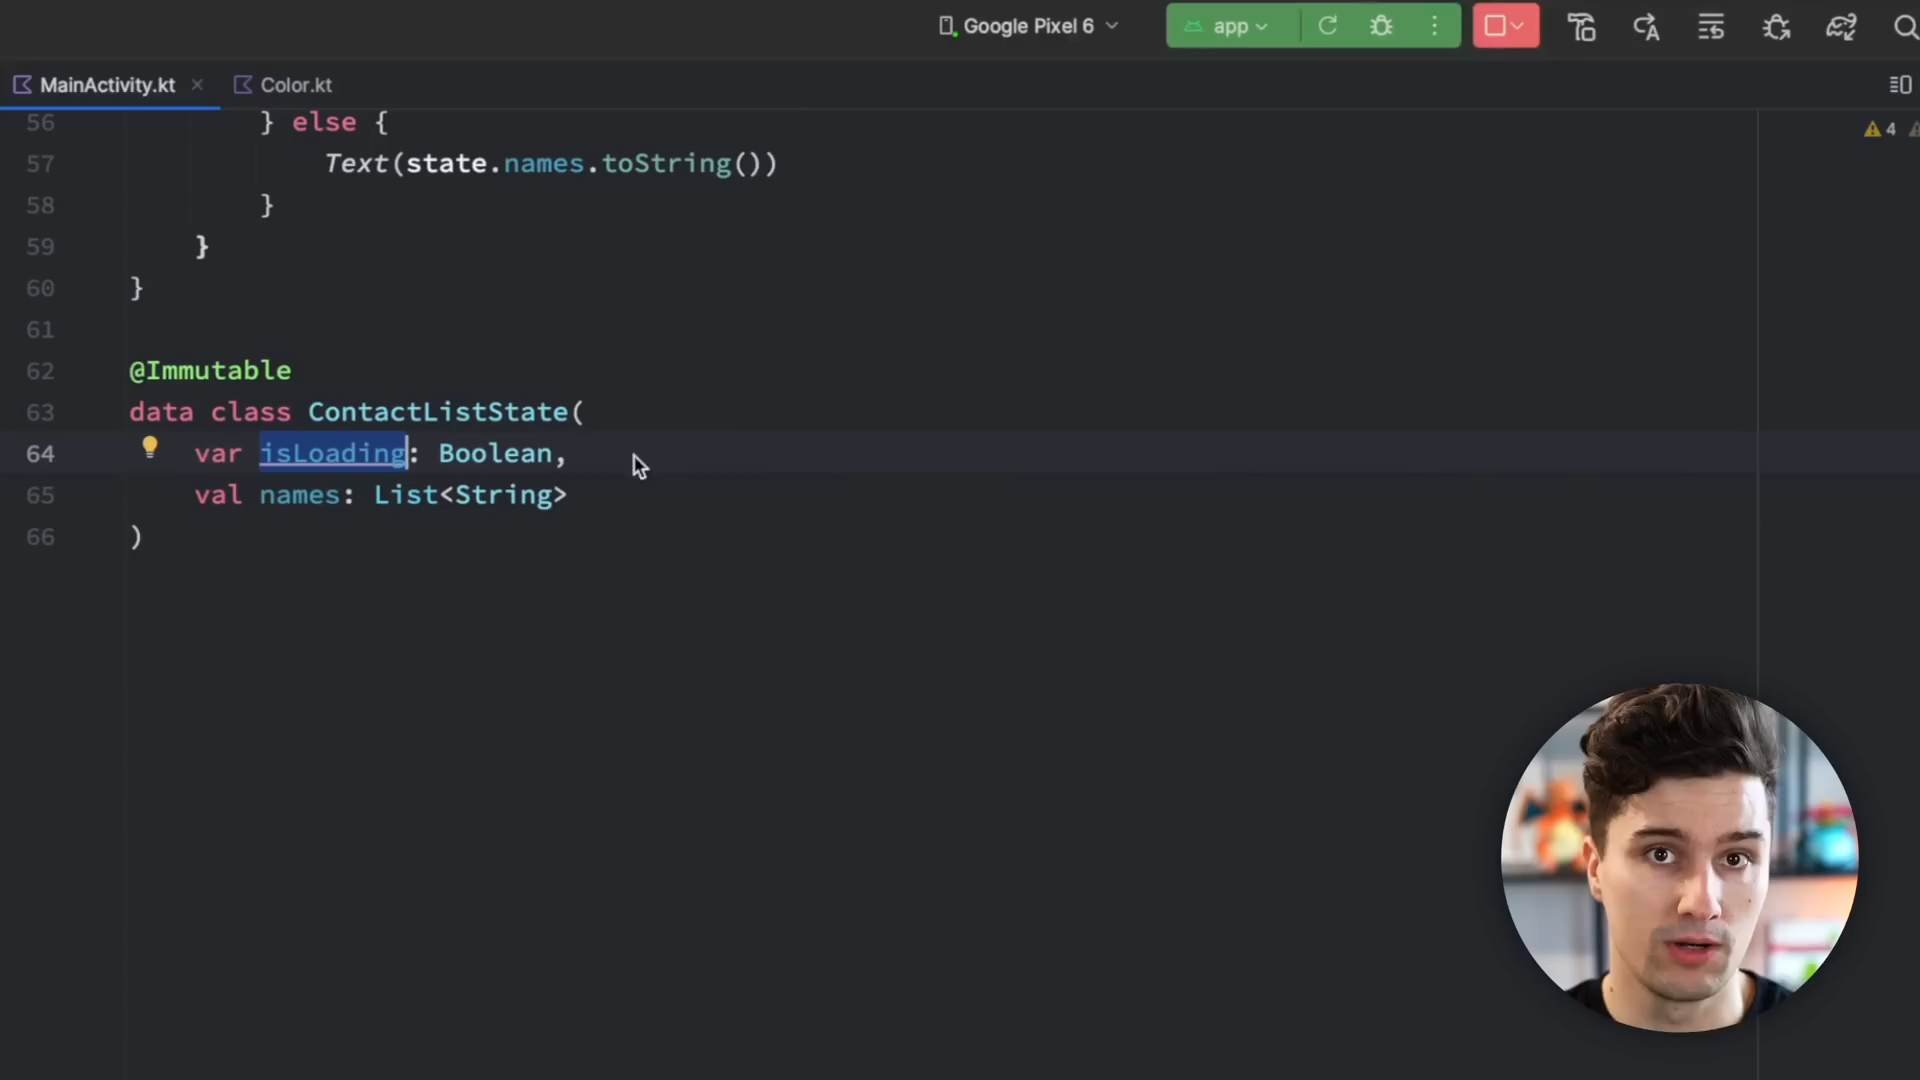 Google Pixel 6
app
MainActivity.kt
Color.kt
56 } else {
4
57 Text(state.names.toString())
58 }
59 }
60 }
61
62 @Immutable
63 data class ContactListState(
64 var isLoading: Boolean,
65 val names: List<String>
66 )